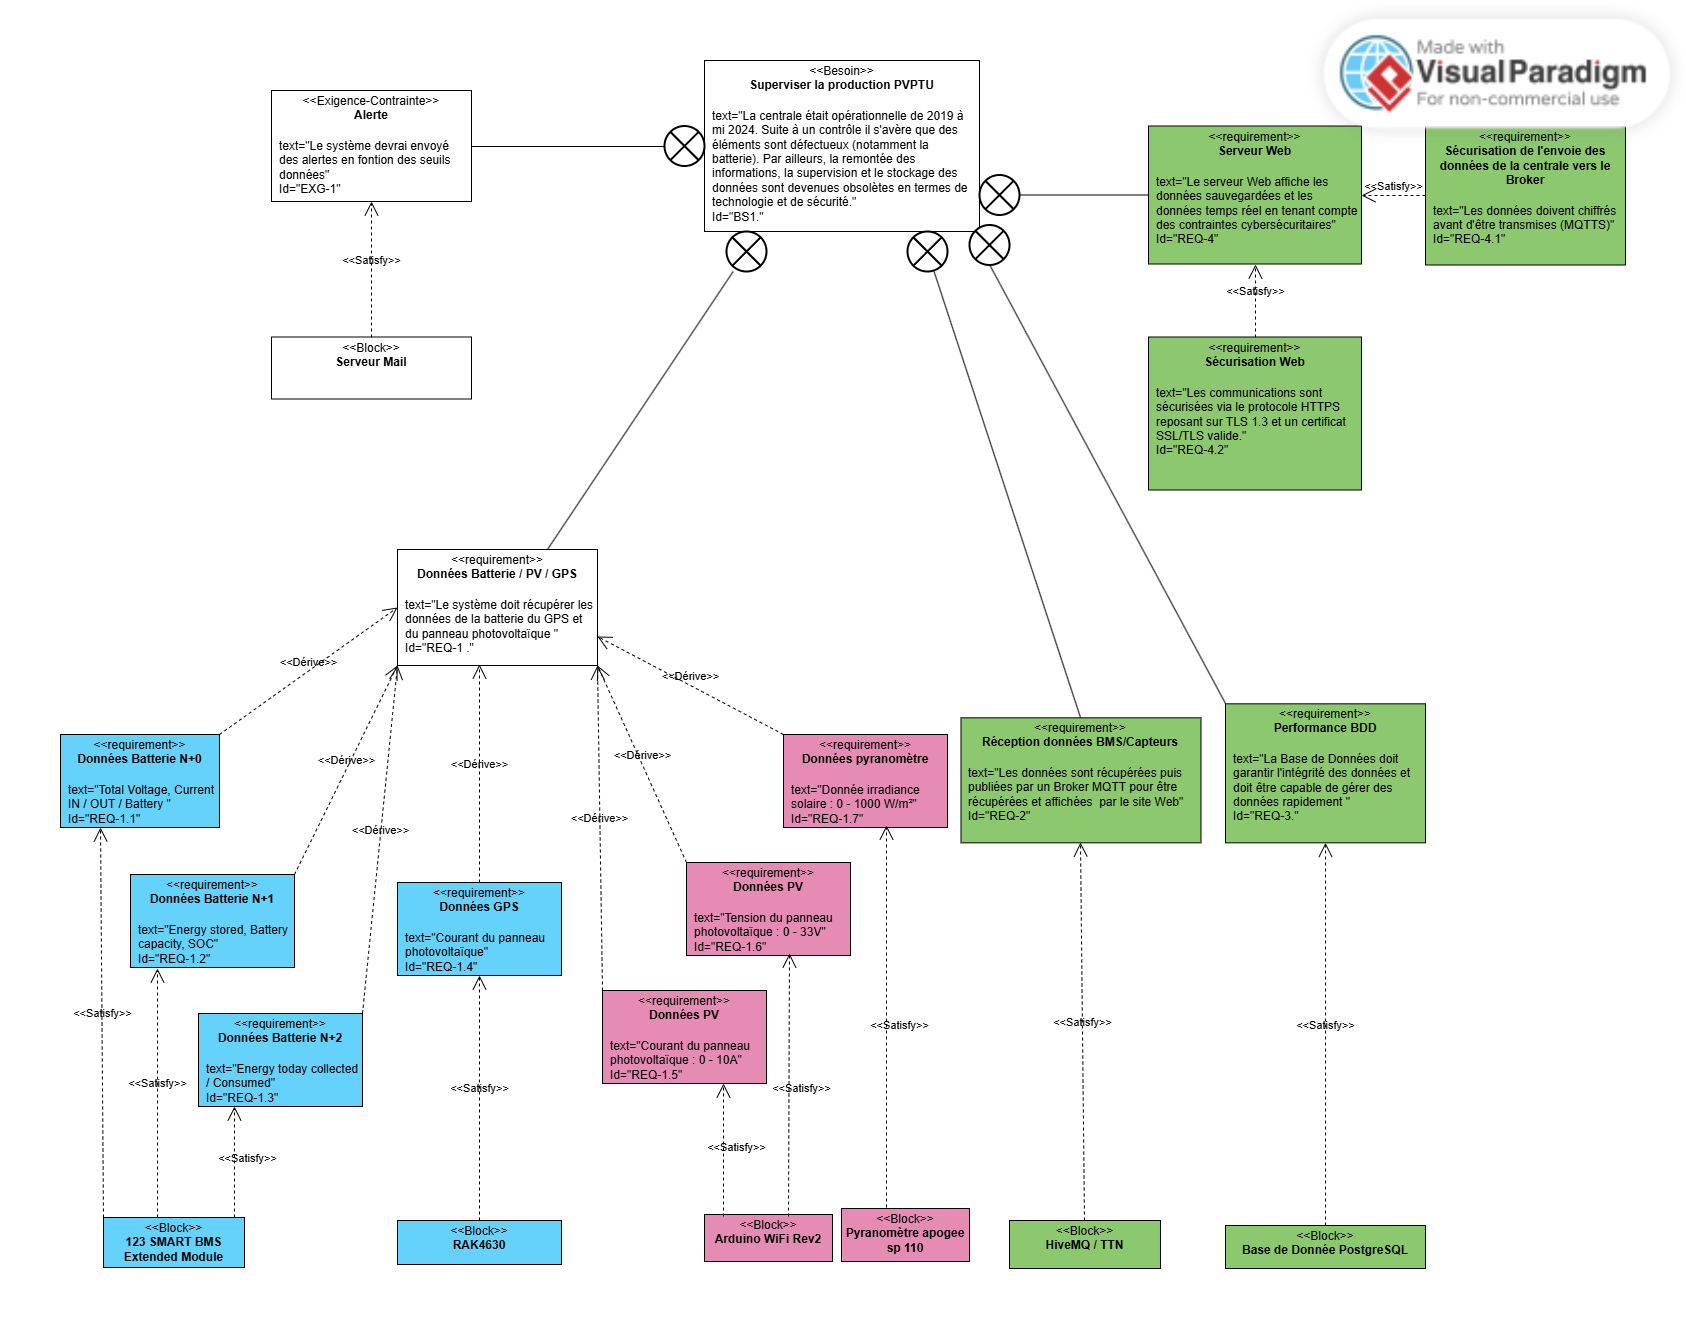 Made with
Visual Paradigm
For non-commercial use
<<Besoin>>
Superviser la production PVPTU
text="La centrale était opérationnelle de 2019 à
mi 2024. Suite à un contrôle il s'avère que des
éléments sont défectueux (notamment la
batterie). Par ailleurs, la remontée des
informations, la supervision et le stockage des
données sont devenues obsolètes en termes de
technologie et de sécurité."
Id="BS1."
<<Exigence-Contrainte>>
Alerte
text="Le système devrai envoyé
des alertes en fontion des seuils
données"
Id="EXG-1"
<<Satisfy>>
<<Block>>
Serveur Mail
<<requirement>>
Serveur Web
text="Le serveur Web affiche les
données sauvegardées et les
données temps réel en tenant compte
des contraintes cybersécuritaires"
Id="REQ-4"
<<Satisfy>>
<<requirement>>
Sécurisation de l'envoie des
données de la centrale vers le
Broker
text="Les données doivent chiffrés
avant d'être transmises (MQTTS)"
Id="REQ-4.1"
<<Satisfy>>
<<requirement>>
Sécurisation Web
text="Les communications sont
sécurisées via le protocole HTTPS
reposant sur TLS 1.3 et un certificat
SSL/TLS valide."
Id="REQ-4.2"
<<requirement>>
Données Batterie / PV / GPS
text="Le système doit récupérer les
données de la batterie du GPS et
du panneau photovoltaïque "
Id="REQ-1 ."
<<Dérive>>
<<Dérive>>
<<Dérive>>
<<Dérive>>
<<Dérive>>
<<Dérive>>
<<Dérive>>
<<requirement>>
Données Batterie N+0
text="Total Voltage, Current
IN / OUT / Battery "
Id="REQ-1.1"
<<requirement>>
Données Batterie N+1
text="Energy stored, Battery
capacity, SOC"
Id="REQ-1.2"
<<requirement>>
Données Batterie N+2
text="Energy today collected
/ Consumed"
Id="REQ-1.3"
<<requirement>>
Données GPS
text="Courant du panneau
photovoltaïque"
Id="REQ-1.4"
<<requirement>>
Données PV
text="Courant du panneau
photovoltaïque : 0 - 10A"
Id="REQ-1.5"
<<requirement>>
Données PV
text="Tension du panneau
photovoltaïque : 0 - 33V"
Id="REQ-1.6"
<<requirement>>
Données pyranomètre
text="Donnée irradiance
solaire : 0 - 1000 W/m²"
Id="REQ-1.7"
<<requirement>>
Réception données BMS/Capteurs
text="Les données sont récupérées puis
publiées par un Broker MQTT pour être
récupérées et affichées  par le site Web"
Id="REQ-2"
<<requirement>>
Performance BDD
text="La Base de Données doit
garantir l'intégrité des données et
doit être capable de gérer des
données rapidement "
Id="REQ-3."
<<Satisfy>>
<<Satisfy>>
<<Satisfy>>
<<Satisfy>>
<<Satisfy>>
<<Satisfy>>
<<Satisfy>>
<<Satisfy>>
<<Satisfy>>
<<Block>>
123 SMART BMS
Extended Module
<<Block>>
RAK4630
<<Block>>
Arduino WiFi Rev2
<<Block>>
Pyranomètre apogee
sp 110
<<Block>>
HiveMQ / TTN
<<Block>>
Base de Donnée PostgreSQL